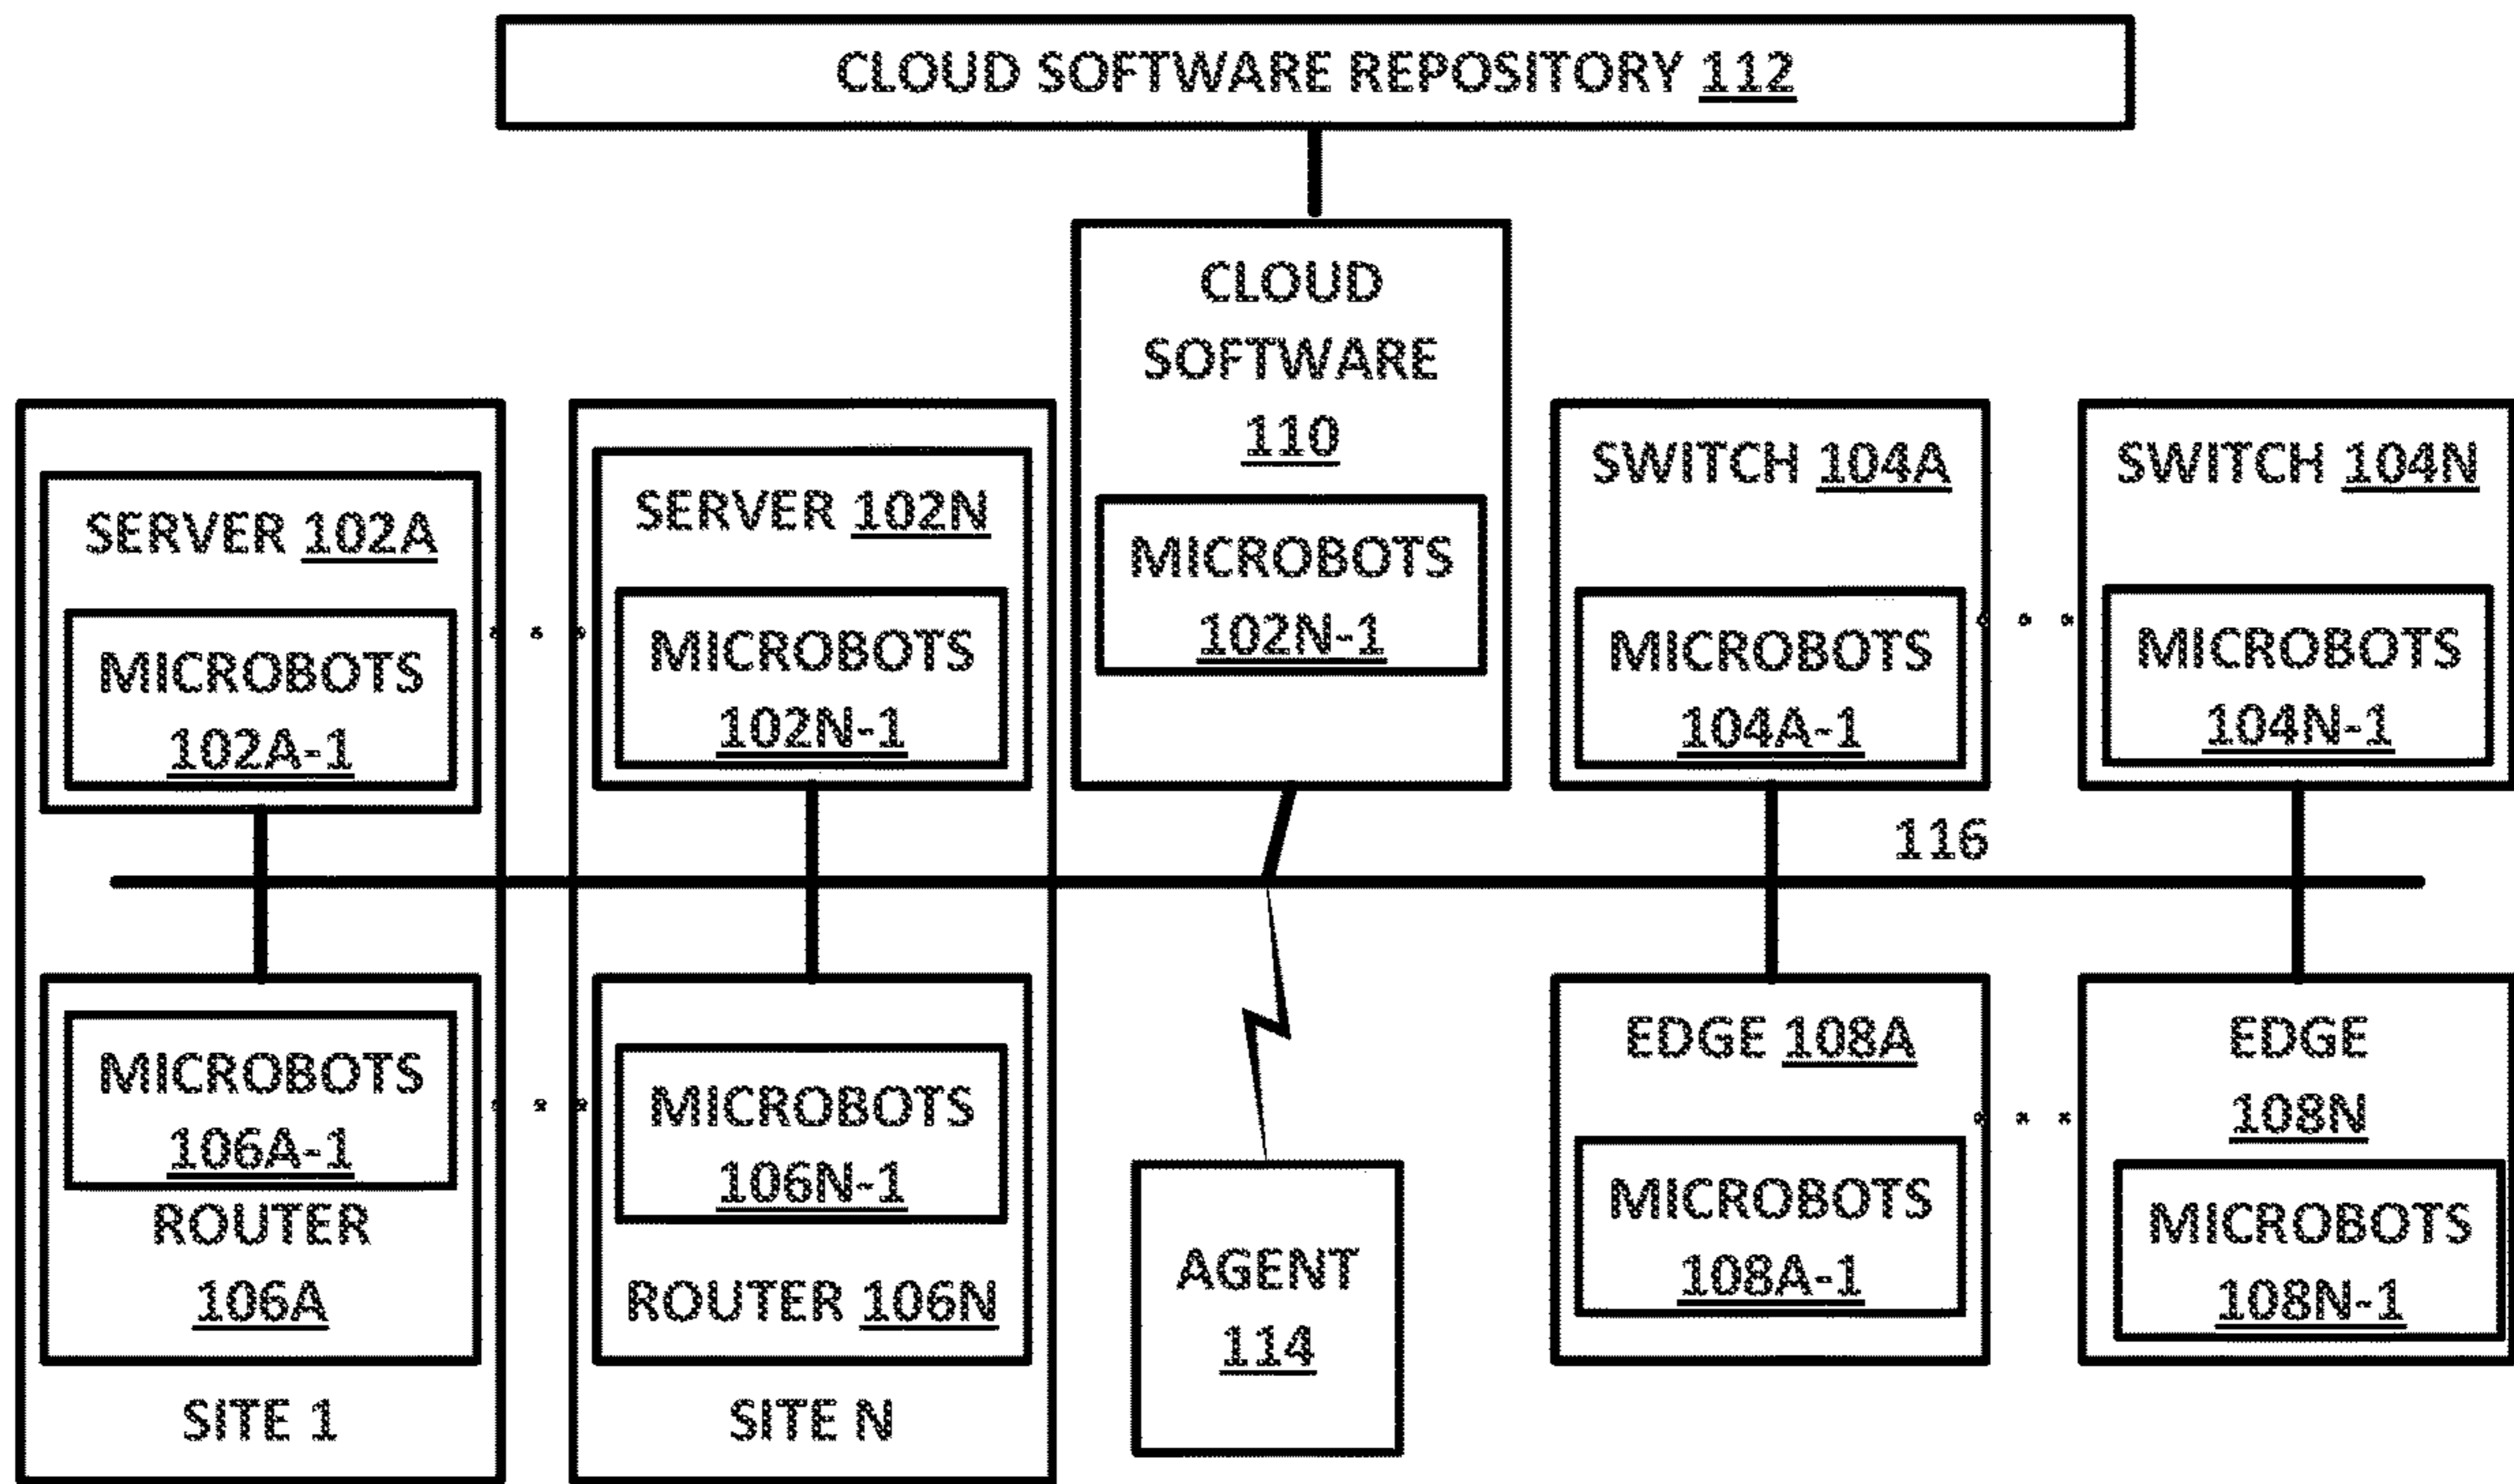 CLOUD SOFTWARE REPOSITORY 112
CLOUD
SOFTWARE
110
MICROBOTS
102N-1
SERVER 102A
MICROBOTS
102A-1
SERVER 102N
MICROBOTS
102N-1
SWITCH 104A
MICROBOTS
104A-1
SWITCH 104N
MICROBOTS
104N-1
116
MICROBOTS
106A-1
ROUTER
106A
SITE 1
MICROBOTS
106N-1
ROUTER 106N
SITE N
AGENT
114
EDGE 108A
MICROBOTS
108A-1
EDGE
108N
MICROBOTS
108N-1